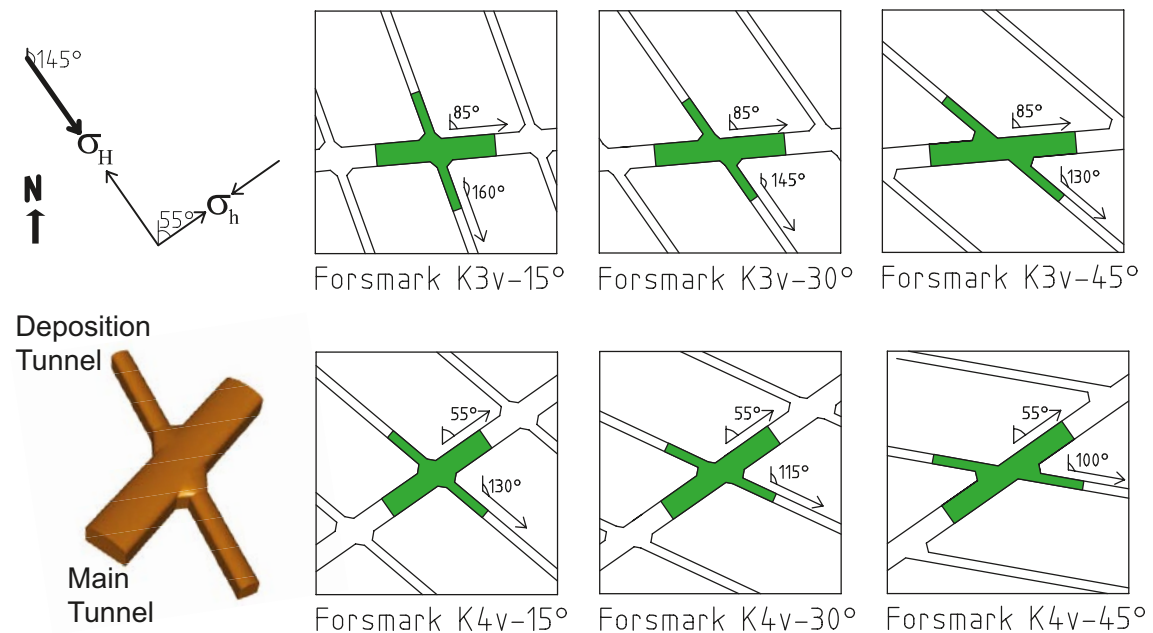 145°
σH
N
55°
σh
85°
160°
Forsmark K3v-15°
85°
145°
Forsmark K3v-30°
85°
130°
Forsmark K3v-45°
Deposition
Tunnel
Main
Tunnel
55°
130°
Forsmark K4v-15°
55°
115°
Forsmark K4v-30°
55°
100°
Forsmark K4v-45°